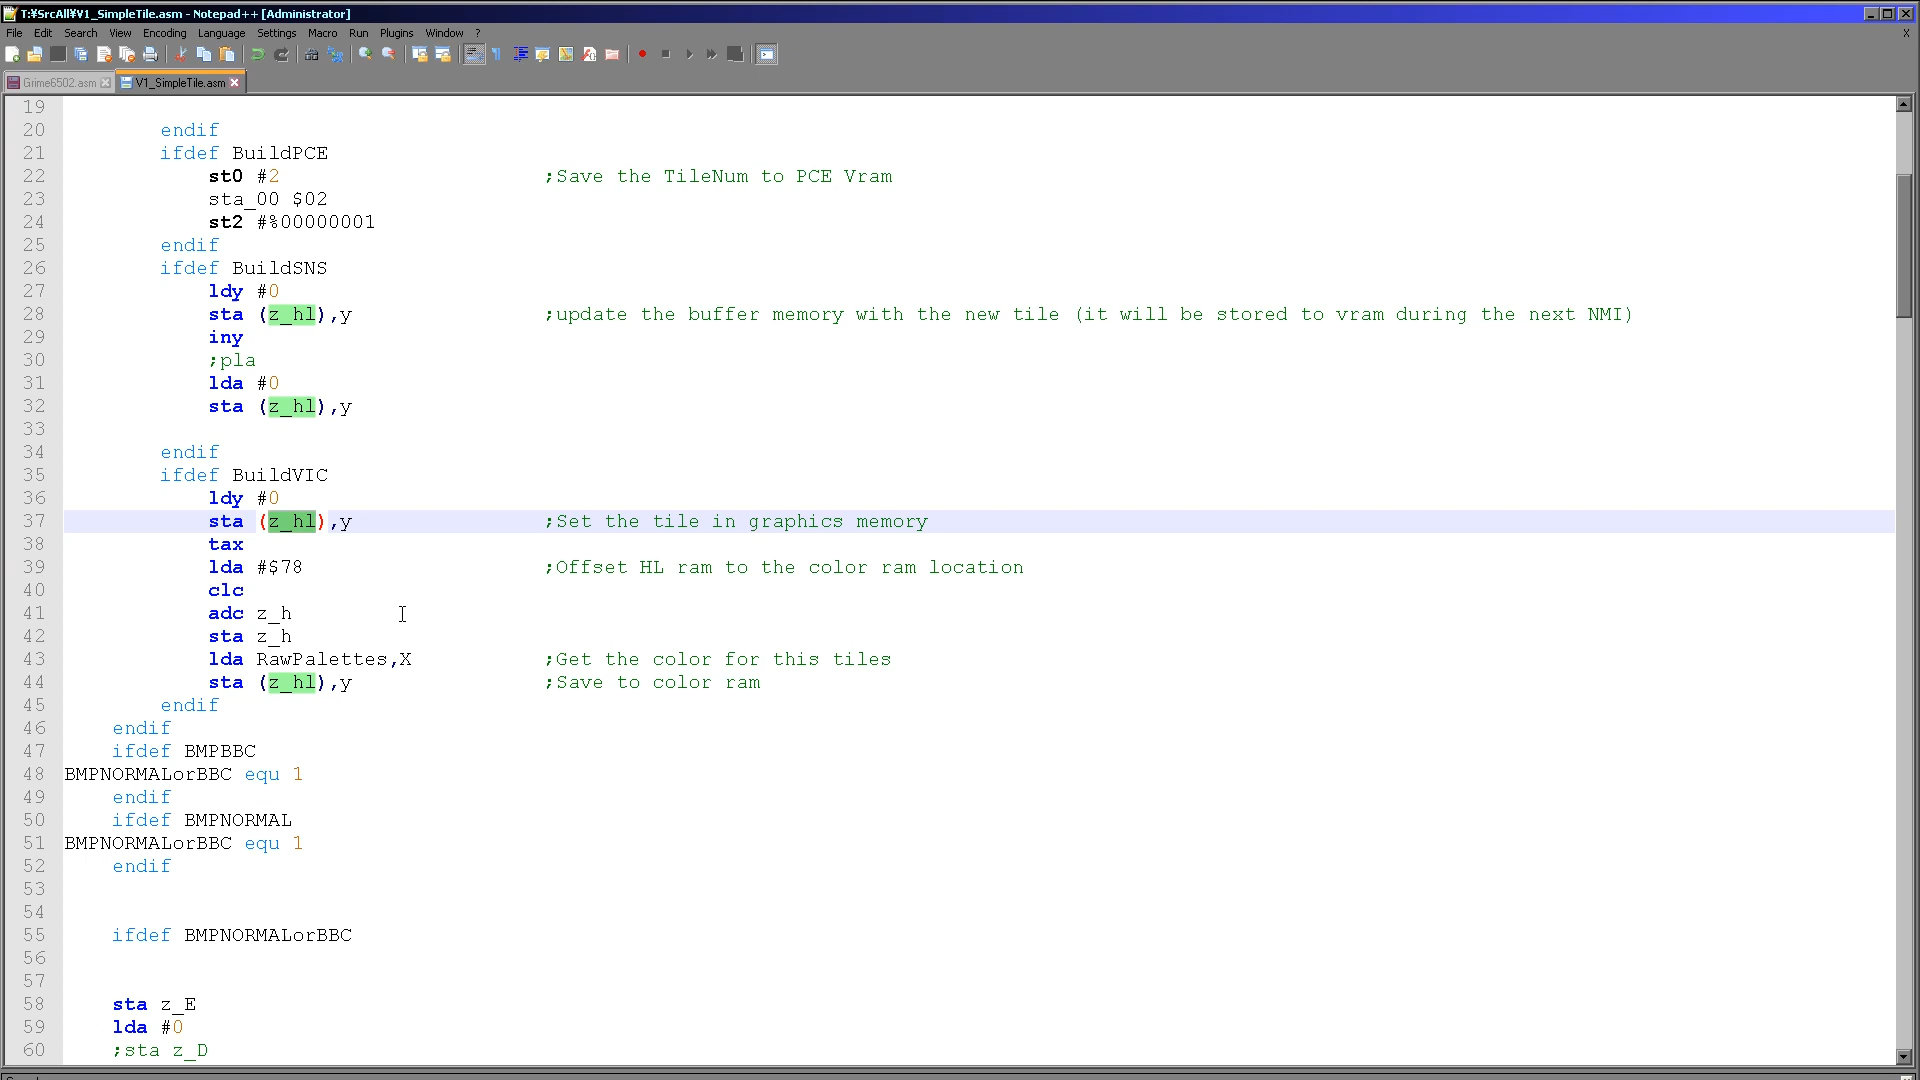 T:¥SrcAll¥V1_SimpleTile.asm - Notepad++ [Administrator]
File Edit Search View Encoding Language Settings Macro Run Plugins Window ?
X
Grime6502.asm V1_SimpleTile.asm
19
20 endif
21 ifdef BuildPCE
22 st0 #2 ;Save the TileNum to PCE Vram
23 sta_00 $02
24 st2 #%00000001
25 endif
26 ifdef BuildSNS
27 ldy #0
28 sta (z_hl),y ;update the buffer memory with the new tile (it will be stored to vram during the next NMI)
29 iny
30 ;pla
31 lda #0
32 sta (z_hl),y
33
34 endif
35 ifdef BuildVIC
36 ldy #0
37 sta (z_hl),y ;Set the tile in graphics memory
38 tax
39 lda #$78 ;Offset HL ram to the color ram location
40 clc
41 adc z_h
42 sta z_h
43 lda RawPalettes,X ;Get the color for this tiles
44 sta (z_hl),y ;Save to color ram
45 endif
46 endif
47 ifdef BMPBBC
48 BMPNORMALorBBC equ 1
49 endif
50 ifdef BMPNORMAL
51 BMPNORMALorBBC equ 1
52 endif
53
54
55 ifdef BMPNORMALorBBC
56
57
58 sta z_E
59 lda #0
60 ;sta z_D